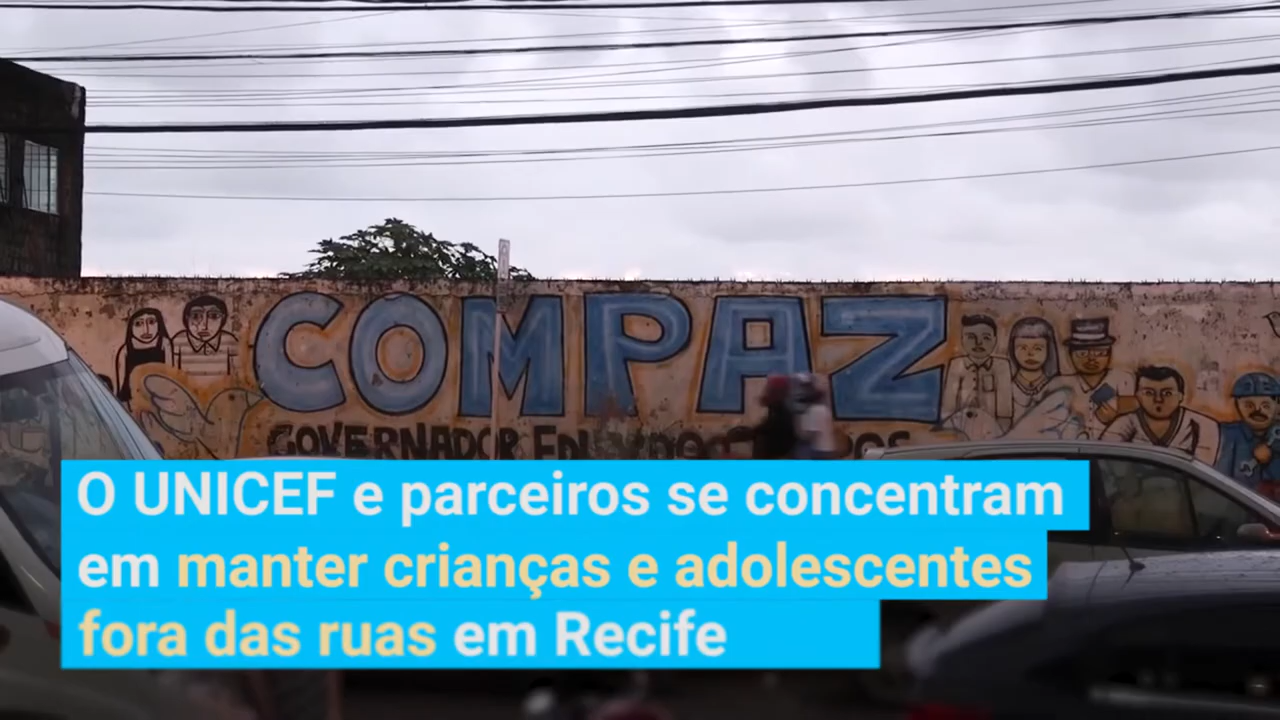 COMPAZ
GOVERNADOR
O UNICEF e parceiros se concentram
em manter crianças e adolescentes
fora das ruas em Recife